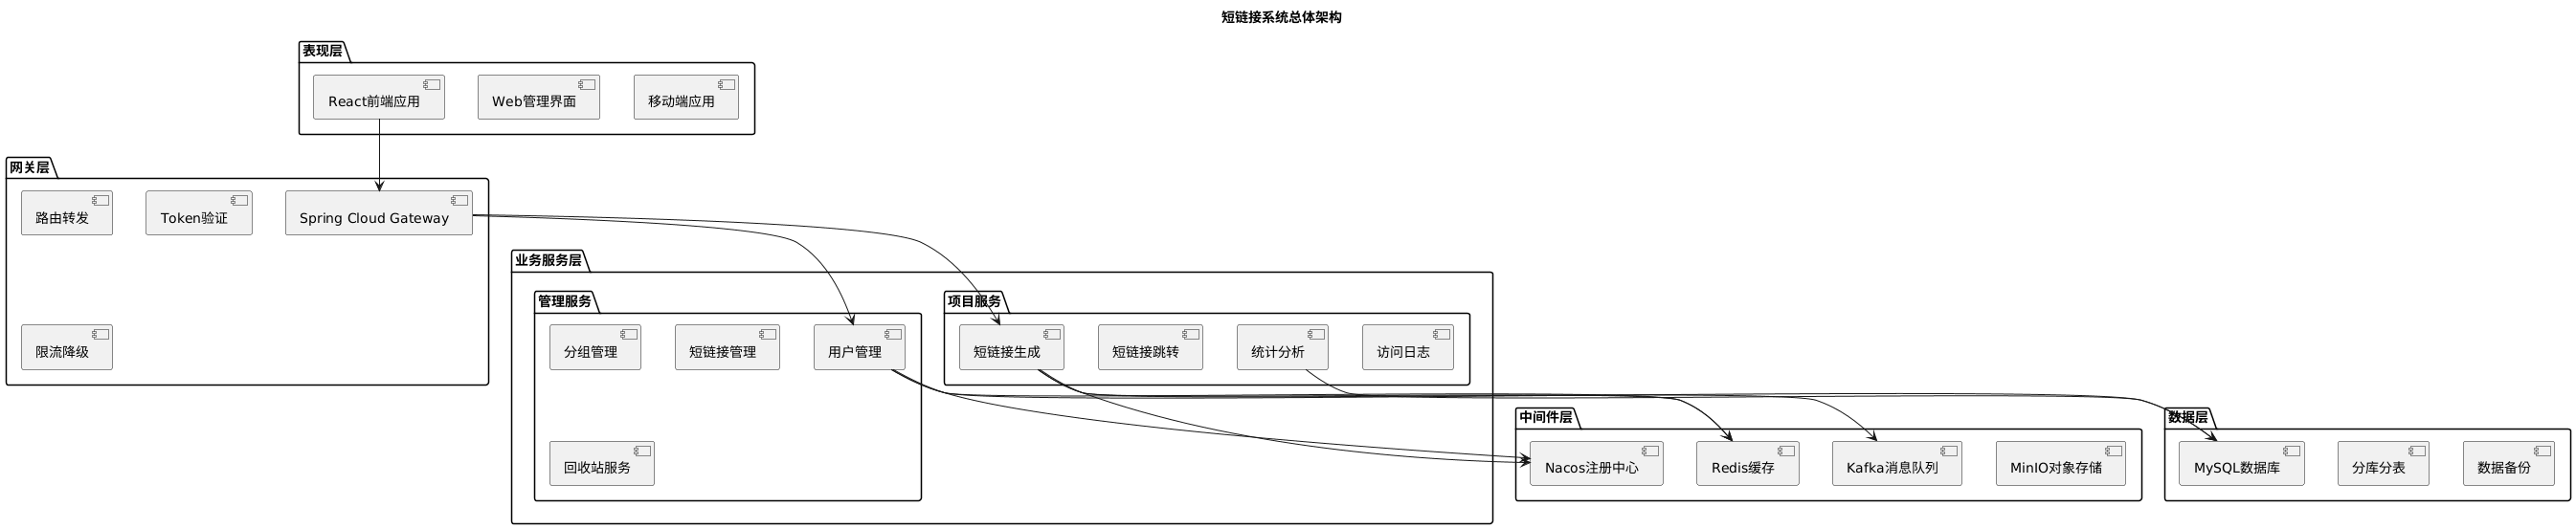 短链接系统总体架构
表现层
React前端应用
Web管理界面
移动端应用
网关层
路由转发
Token验证
Spring Cloud Gateway
限流降级
业务服务层
管理服务
分组管理
短链接管理
用户管理
回收站服务
项目服务
短链接生成
短链接跳转
统计分析
访问日志
中间件层
Nacos注册中心
Redis缓存
Kafka消息队列
MinIO对象存储
数据层
MySQL数据库
分库分表
数据备份